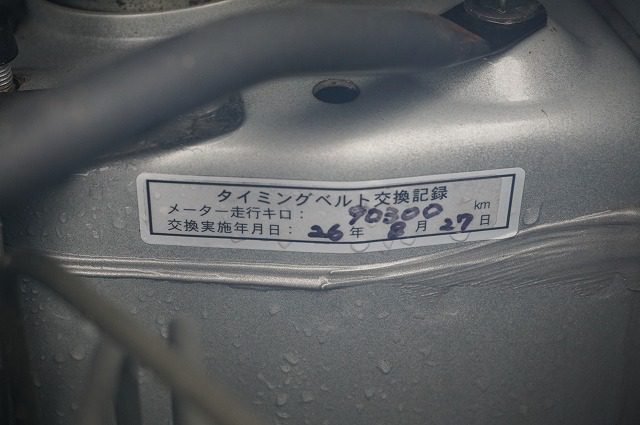 タイミングベルト交換記録
メーター走行キロ： 90300 km
交換実施年月日： 26 年 8 月 27 日